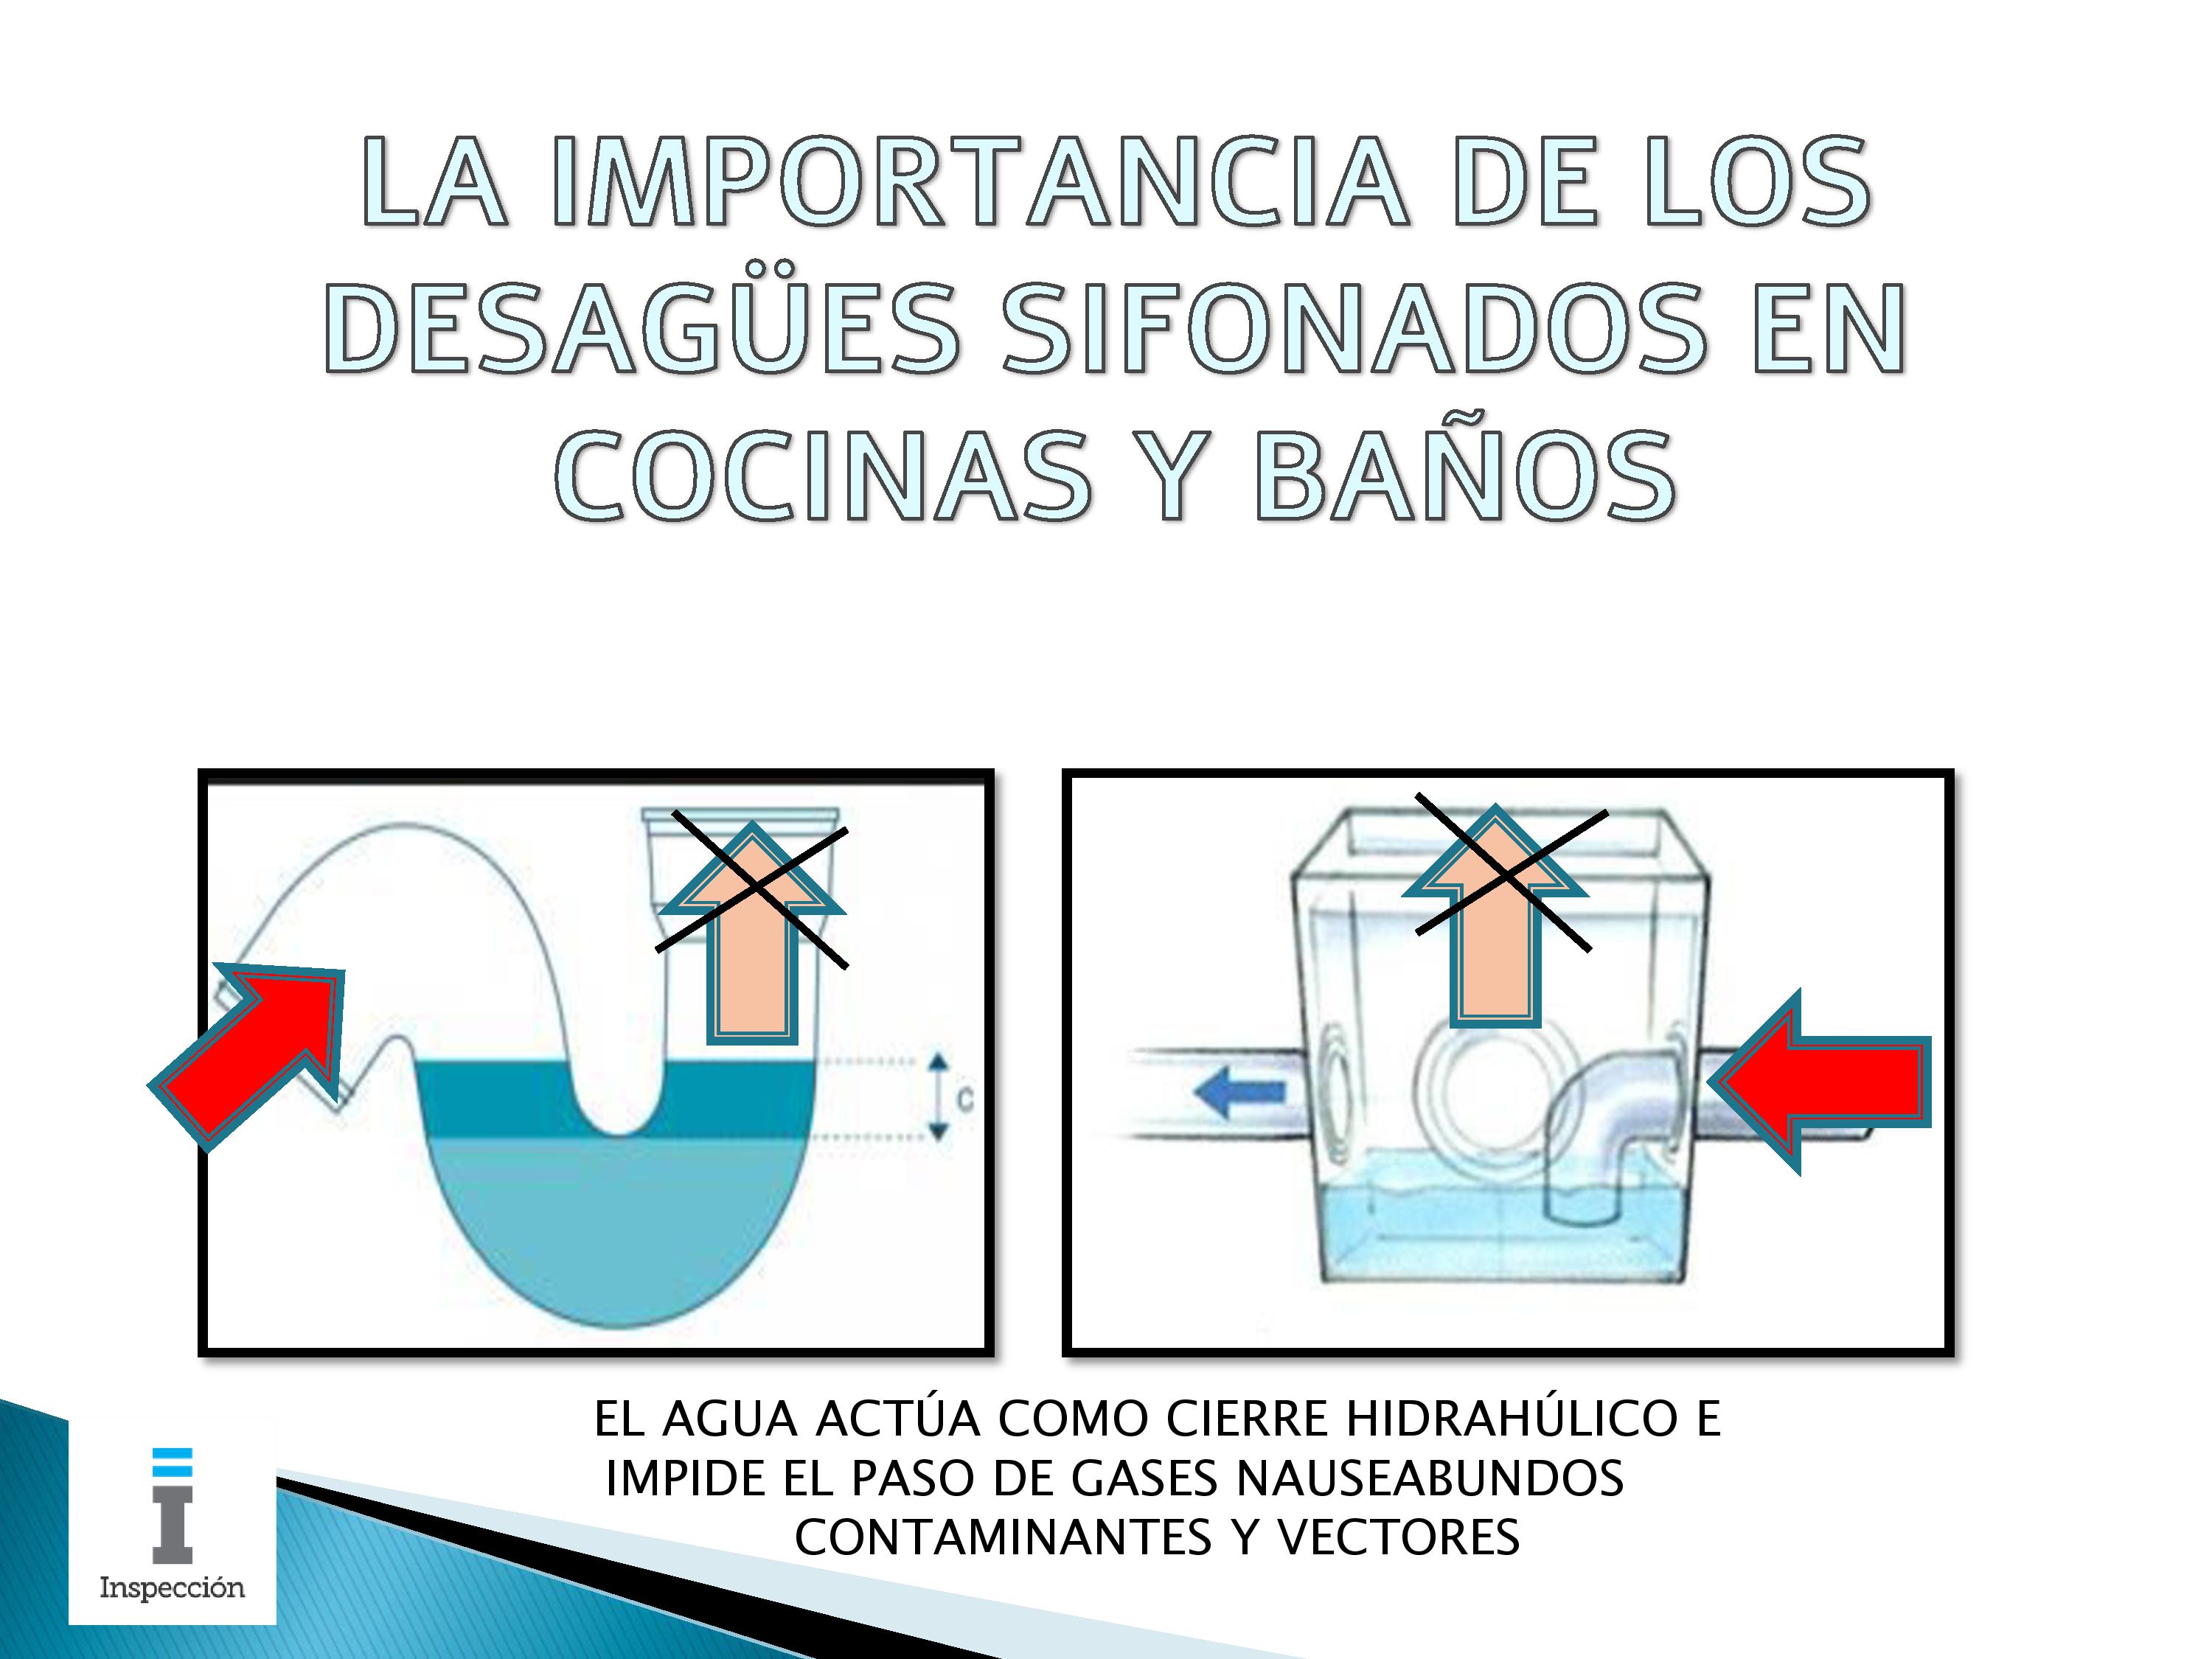 LA IMPORTANCIA DE LOS
DESAGÜES SIFONADOS EN
COCINAS Y BAÑOS
C
EL AGUA ACTÚA COMO CIERRE HIDRAHÚLICO E
IMPIDE EL PASO DE GASES NAUSEABUNDOS
CONTAMINANTES Y VECTORES
Inspección